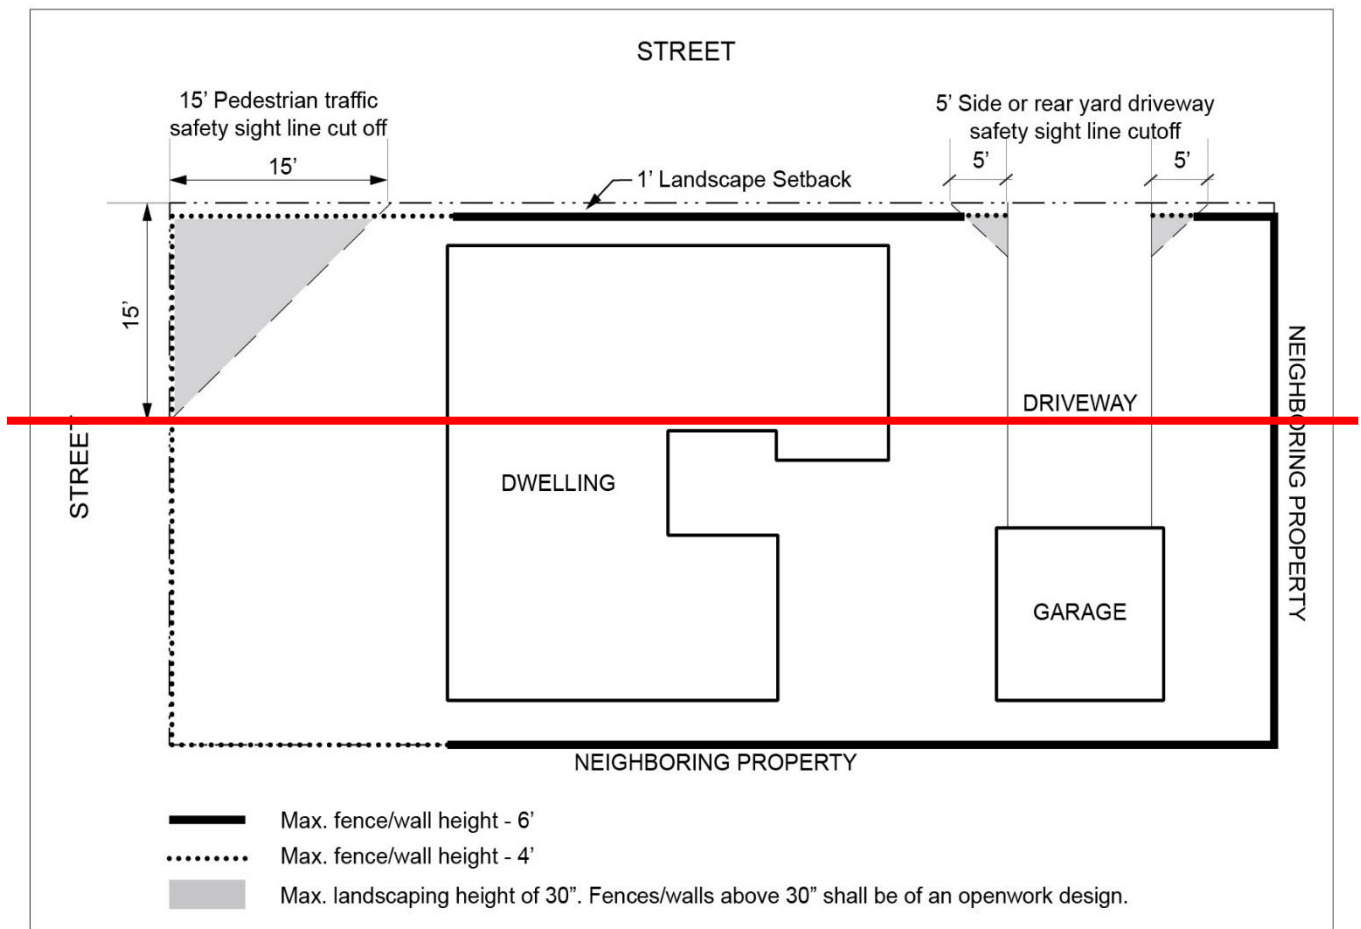 STREET
15’ Pedestrian traffic
safety sight line cut off
5’ Side or rear yard driveway
safety sight line cutoff
15’
5’
5’
1’ Landscape Setback
15’
STREET
DRIVEWAY
NEIGHBORING PROPERTY
DWELLING
GARAGE
NEIGHBORING PROPERTY
Max. fence/wall height - 6’
Max. fence/wall height - 4’
Max. landscaping height of 30”. Fences/walls above 30” shall be of an openwork design.